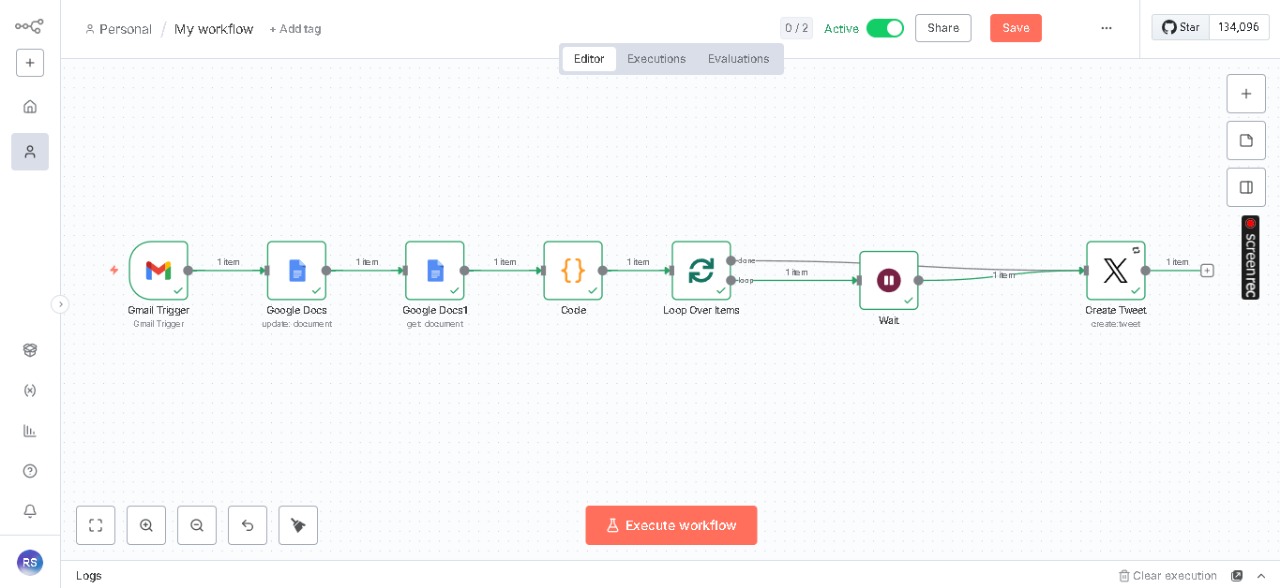 Personal / My workflow + Add tag 0 / 2 Active Share Save ... Star 134,096
Editor Executions Evaluations
screenrec
1 item 1 item 1 item 1 item done 1 item
loop 1 item 1 item
Gmail Trigger Google Docs Google Docs1 Code Loop Over Items Wait Create Tweet
Gmail Trigger update: document get: document create: tweet
Execute workflow
RS
Logs Clear execution